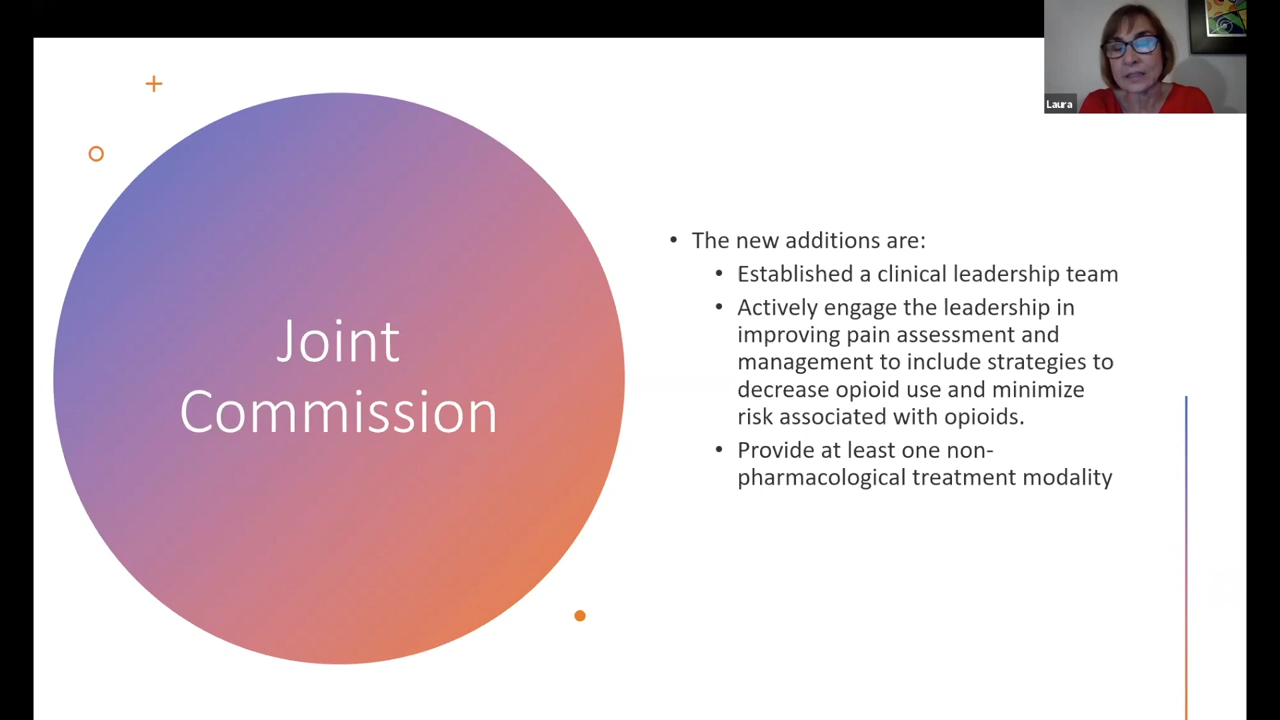 Laura
Joint
Commission
• The new additions are:
• Established a clinical leadership team
• Actively engage the leadership in
improving pain assessment and
management to include strategies to
decrease opioid use and minimize
risk associated with opioids.
• Provide at least one non-
pharmacological treatment modality